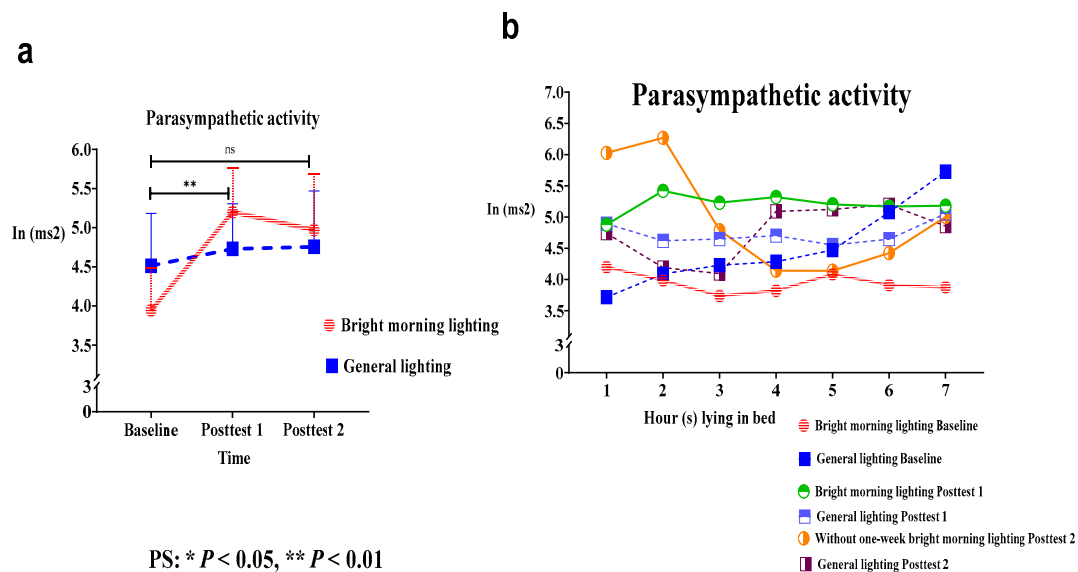 a
Parasympathetic activity
6.0
5.5
5.0
4.5
4.0
3.5
3
0
In (ms2)
ns
**
Baseline
Posttest 1
Posttest 2
Time
Bright morning lighting
General lighting
PS: * P < 0.05, ** P < 0.01
b
Parasympathetic activity
7.0
6.5
6.0
5.5
5.0
4.5
4.0
3.5
3
0
In (ms2)
1 2 3 4 5 6 7
Hour (s) lying in bed
Bright morning lighting Baseline
General lighting Baseline
Bright morning lighting Posttest 1
General lighting Posttest 1
Without one-week bright morning lighting Posttest 2
General lighting Posttest 2